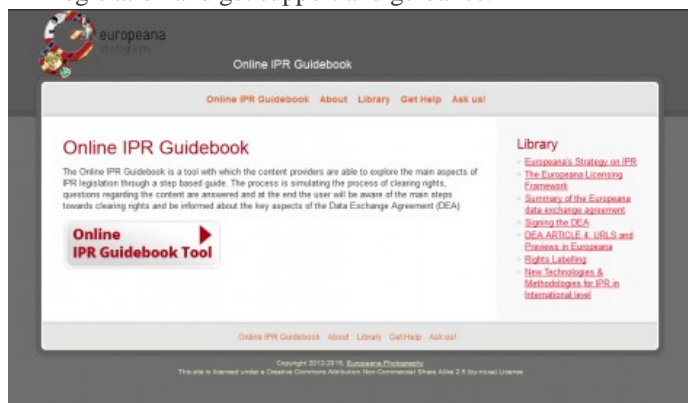 legislation and get support and guidance.
europeana
photography
Online IPR Guidebook
Online IPR Guidebook About Library Get Help Ask us!
Online IPR Guidebook
The Online IPR Guidebook is a tool with which the content providers are able to explore the main aspects of
IPR legislation through a step based guide. The process is simulating the process of clearing rights,
questions regarding the content are answered and at the end the user will be aware of the main steps
towards clearing rights and be informed about the key aspects of the Data Exchange Agreement (DEA)
Online
IPR Guidebook Tool
Library
Europeana's Strategy on IPR
The Europeana Licensing
Framework
Summary of the Europeana
data exchange agreement
Signing the DEA
DEA ARTICLE 4: URLS and
Previews in Europeana
Rights Labelling
New Technologies &
Methodologies for IPR in
International level
Online IPR Guidebook About Library Get Help Ask us!
Copyright 2012-2015, Europeana Photography
This site is licensed under a Creative Commons Attribution Non-Commercial Share Alike 2.5 (by-nc-sa) License